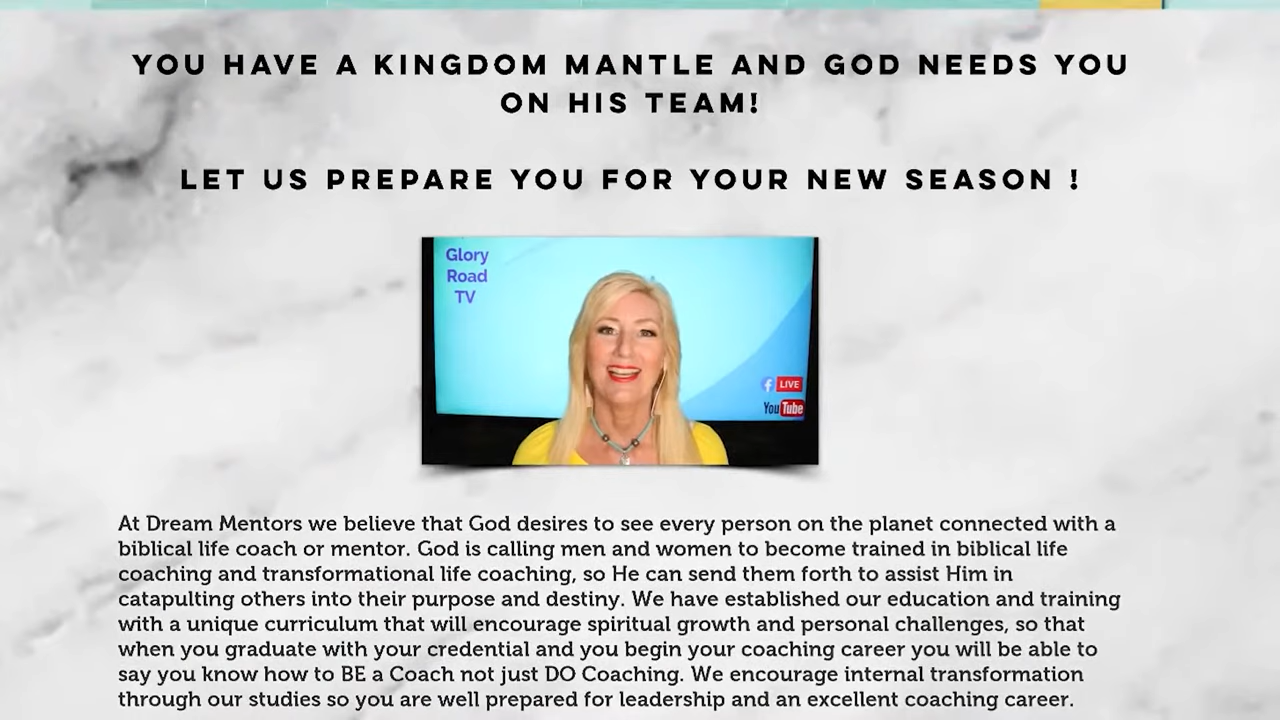 YOU HAVE A KINGDOM MANTLE AND GOD NEEDS YOU
ON HIS TEAM!
LET US PREPARE YOU FOR YOUR NEW SEASON !
Glory
Road
TV
f LIVE
YouTube
At Dream Mentors we believe that God desires to see every person on the planet connected with a
biblical life coach or mentor. God is calling men and women to become trained in biblical life
coaching and transformational life coaching, so He can send them forth to assist Him in
catapulting others into their purpose and destiny. We have established our education and training
with a unique curriculum that will encourage spiritual growth and personal challenges, so that
when you graduate with your credential and you begin your coaching career you will be able to
say you know how to BE a Coach not just DO Coaching. We encourage internal transformation
through our studies so you are well prepared for leadership and an excellent coaching career.